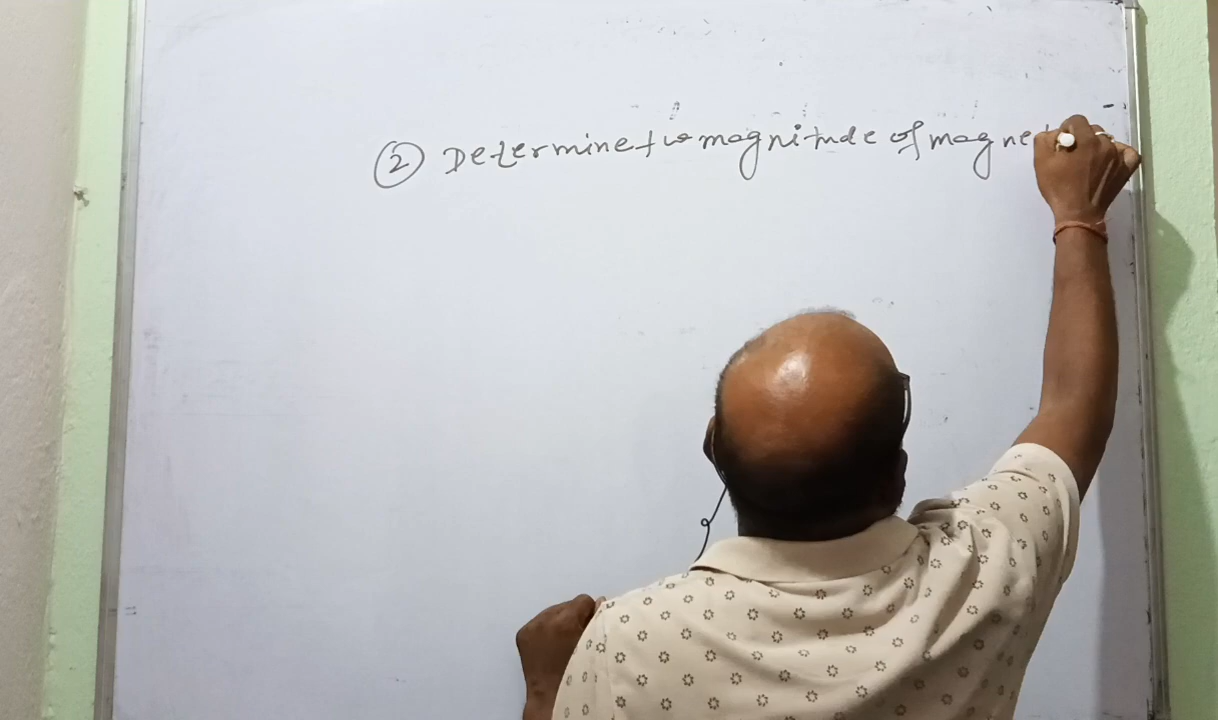 ② Determine the magnitude of magne